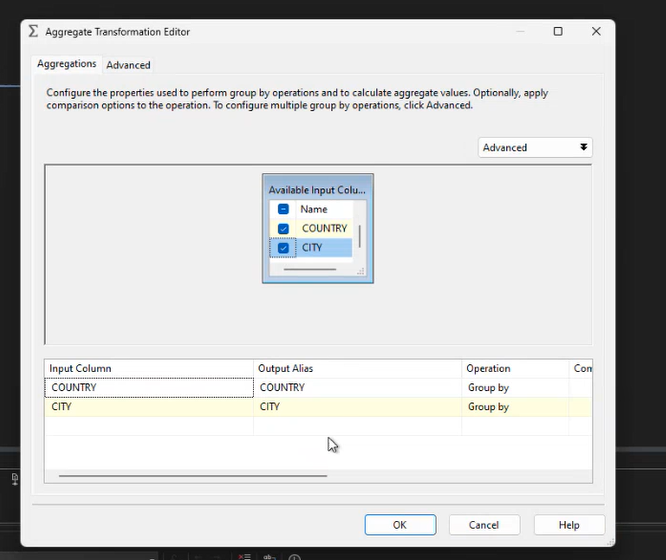 Σ Aggregate Transformation Editor
Aggregations Advanced
Configure the properties used to perform group by operations and to calculate aggregate values. Optionally, apply
comparison options to the operation. To configure multiple group by operations, click Advanced.
Advanced
Available Input Colu...
Name
COUNTRY
CITY
Input Column Output Alias Operation Con
COUNTRY COUNTRY Group by
CITY CITY Group by
OK Cancel Help